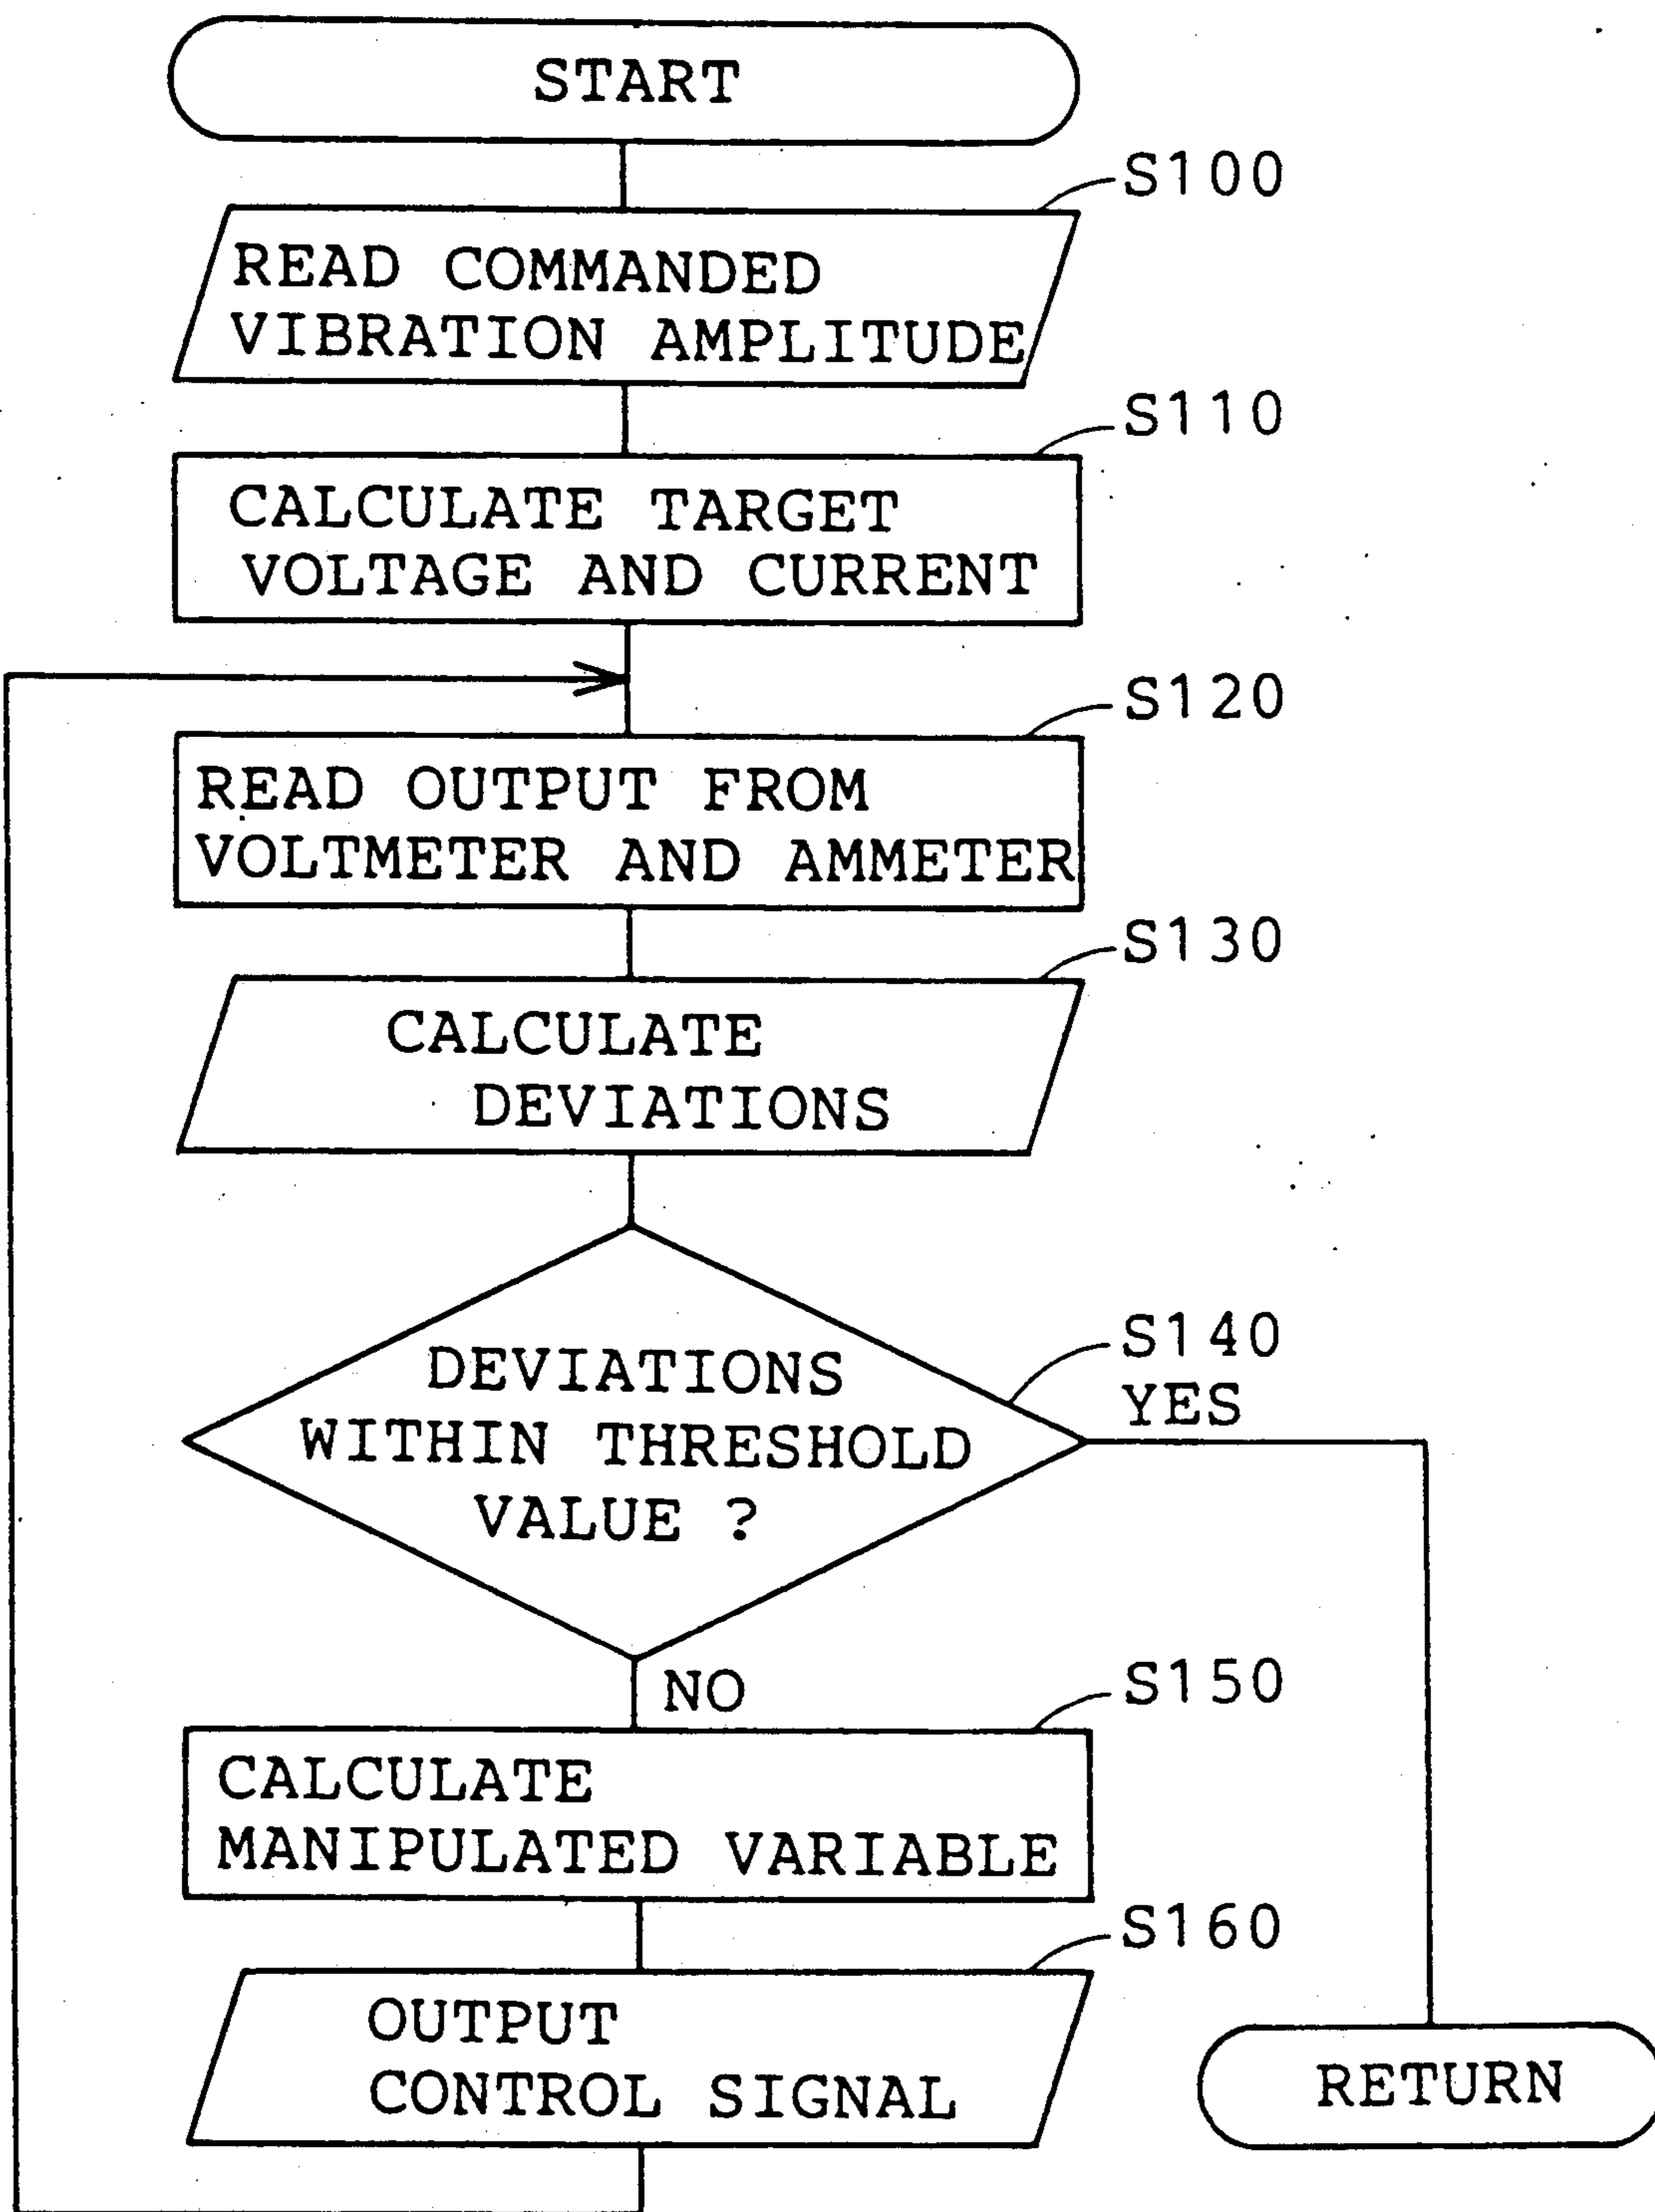 START
S100
READ COMMANDED
VIBRATION AMPLITUDE
S110
CALCULATE TARGET
VOLTAGE AND CURRENT
S120
READ OUTPUT FROM
VOLTMETER AND AMMETER
S130
CALCULATE
DEVIATIONS
S140
YES
DEVIATIONS
WITHIN THRESHOLD
VALUE ?
NO
S150
CALCULATE
MANIPULATED VARIABLE
S160
OUTPUT
CONTROL SIGNAL
RETURN